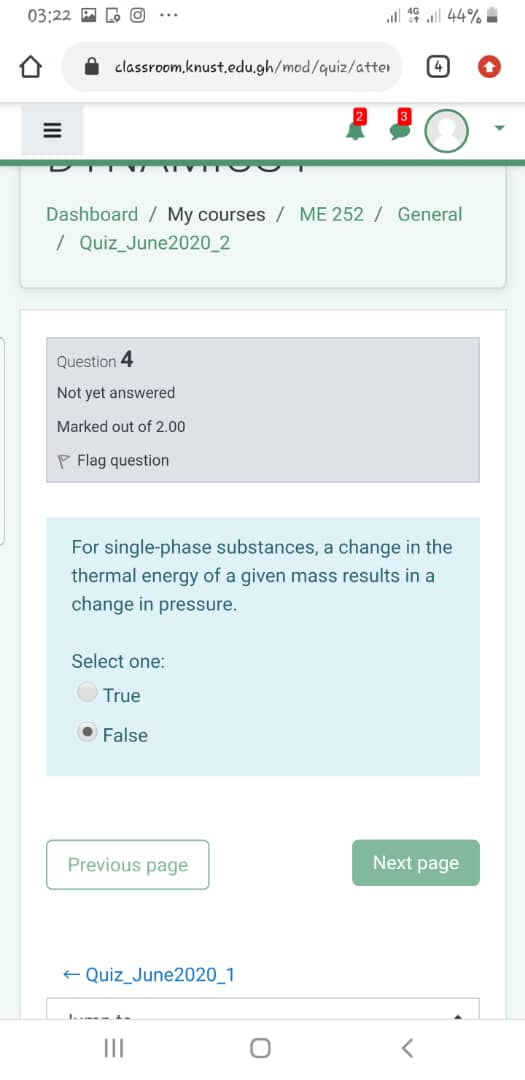 03:22 ... 4G 44%
classroom.knust.edu.gh/mod/quiz/atte
4
2 3
Dashboard / My courses / ME 252 / General
/ Quiz_June2020_2
Question 4
Not yet answered
Marked out of 2.00
Flag question
For single-phase substances, a change in the
thermal energy of a given mass results in a
change in pressure.
Select one:
True
False
Previous page
Next page
← Quiz_June2020_1